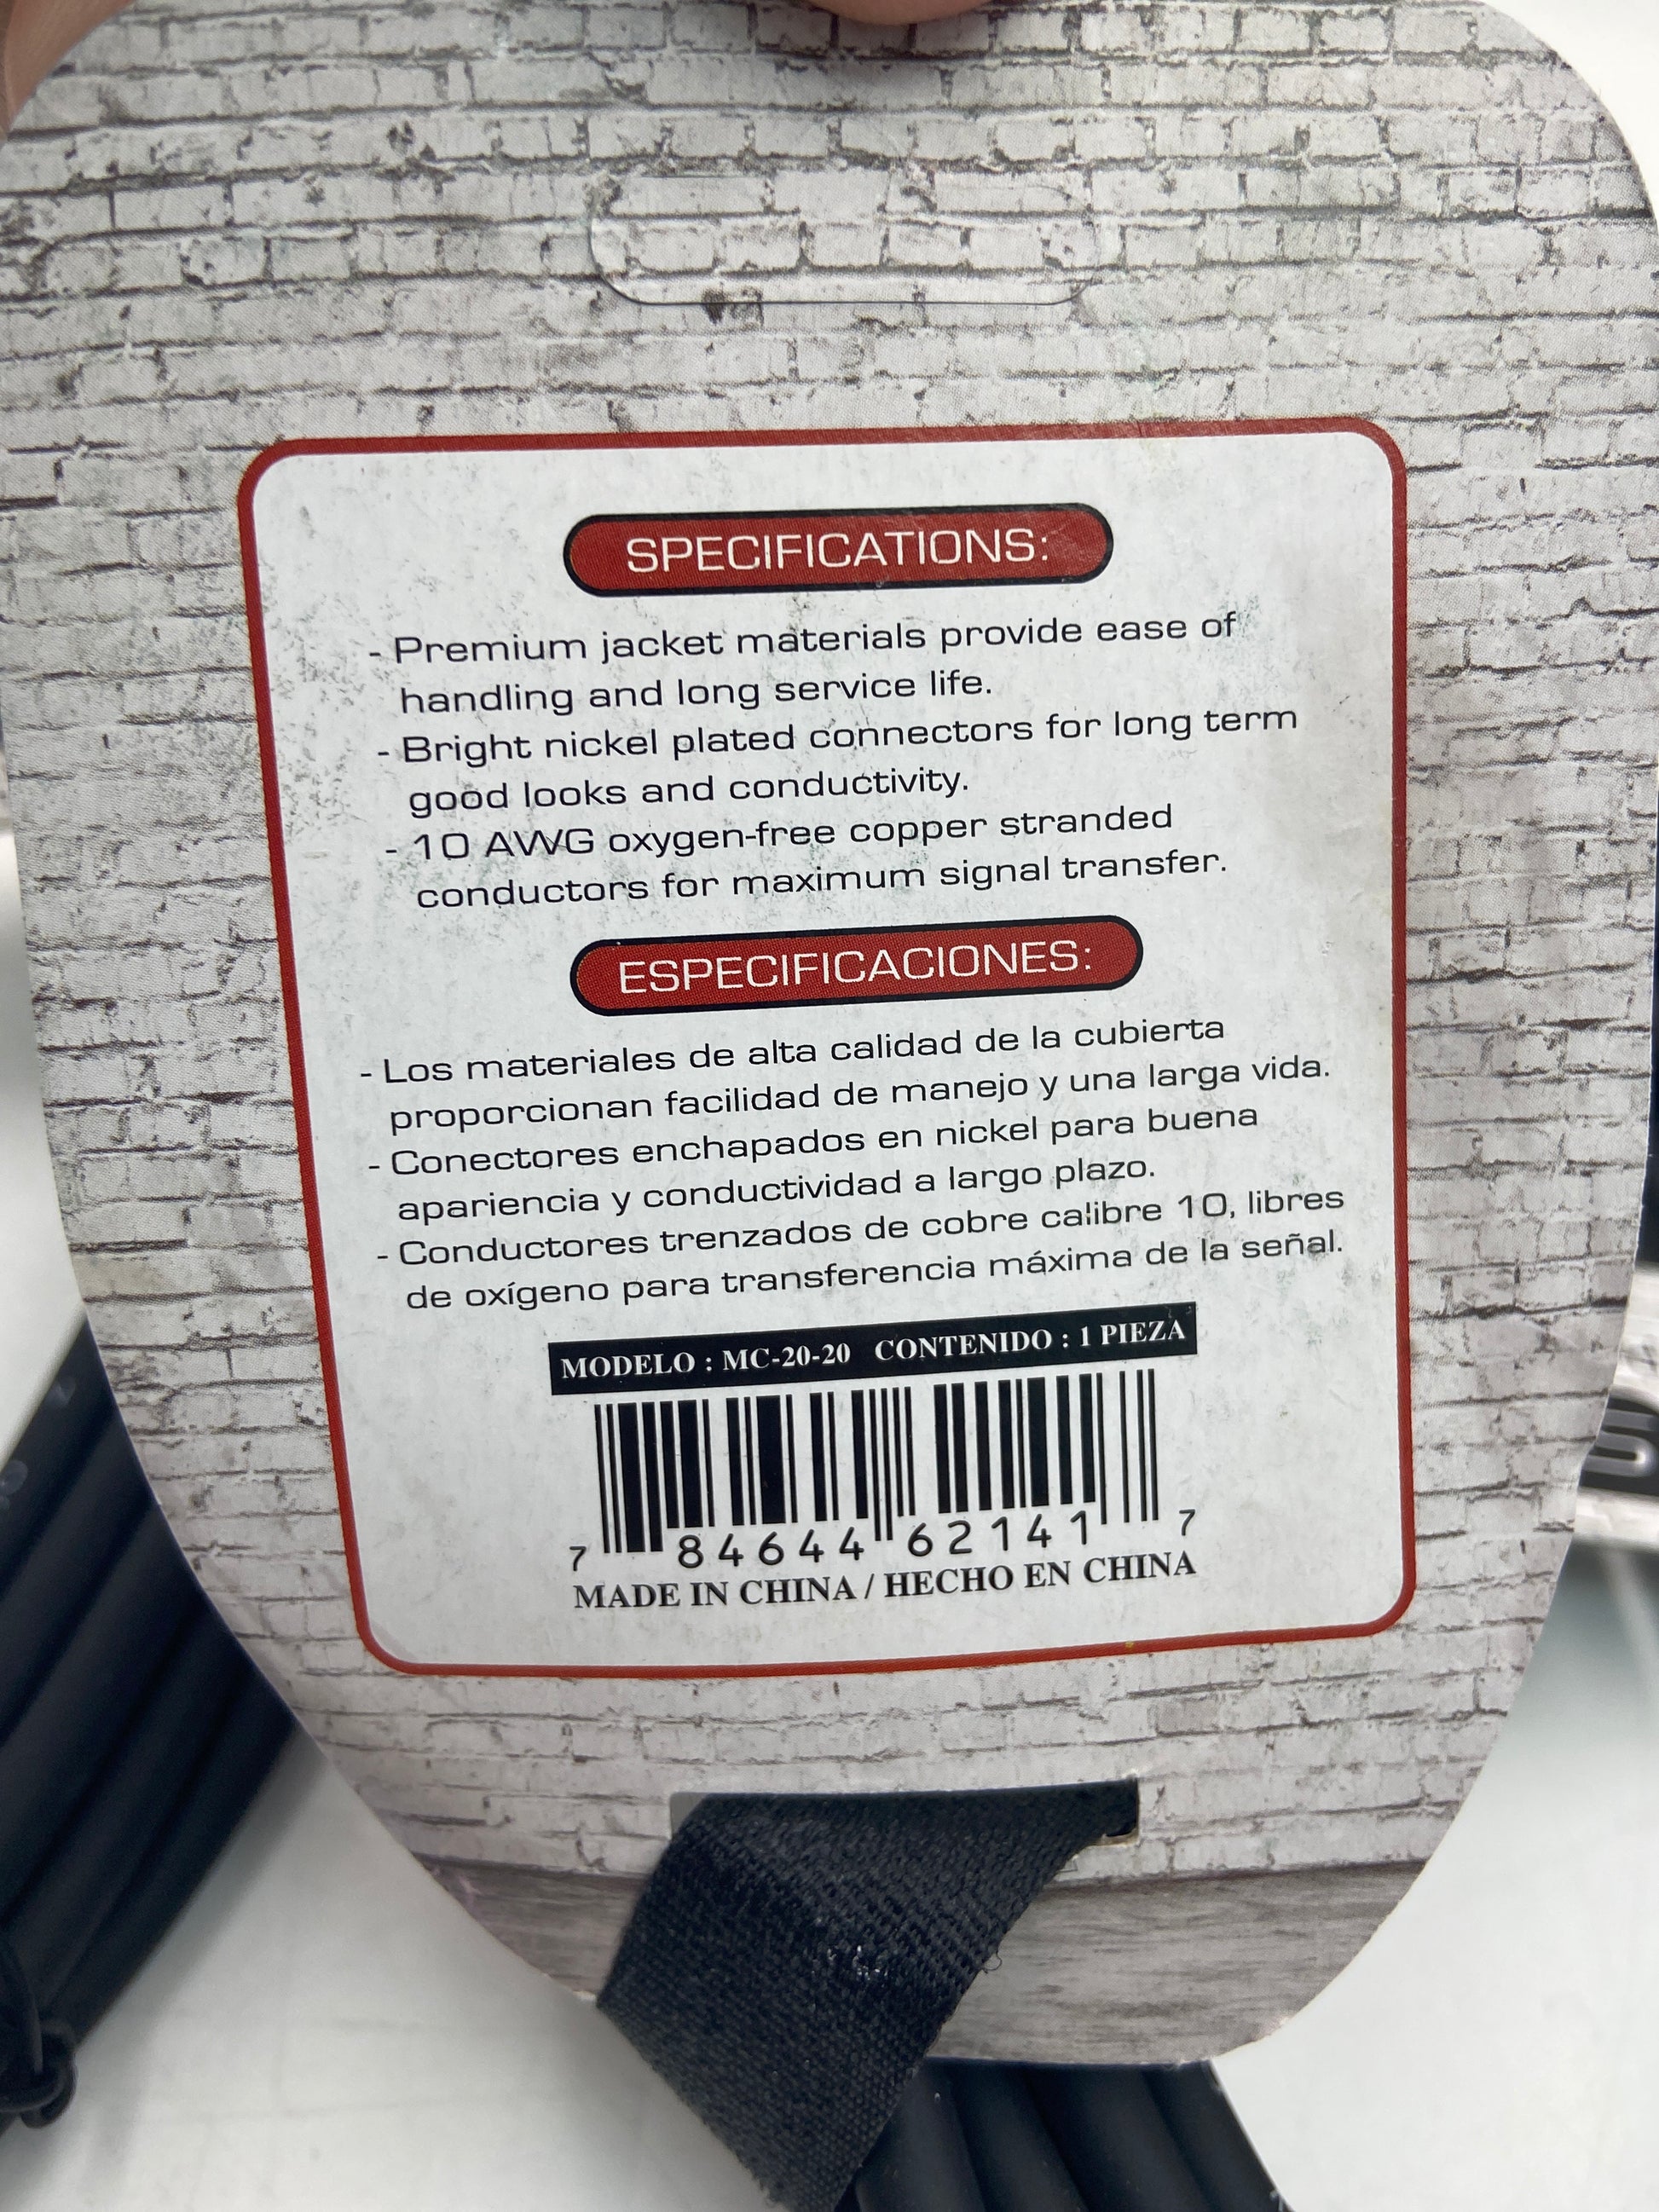 SPECIFICATIONS:
- Premium jacket materials provide ease of
handling and long service life.
- Bright nickel plated connectors for long term
good looks and conductivity.
- 10 AWG oxygen-free copper stranded
conductors for maximum signal transfer.
ESPECIFICACIONES:
- Los materiales de alta calidad de la cubierta
proporcionan facilidad de manejo y una larga vida.
- Conectores enchapados en nickel para buena
apariencia y conductividad a largo plazo.
- Conductores trenzados de cobre calibre 10, libres
de oxígeno para transferencia máxima de la señal.
MODELO : MC-20-20 CONTENIDO : 1 PIEZA
7 84644 62141 7
MADE IN CHINA / HECHO EN CHINA